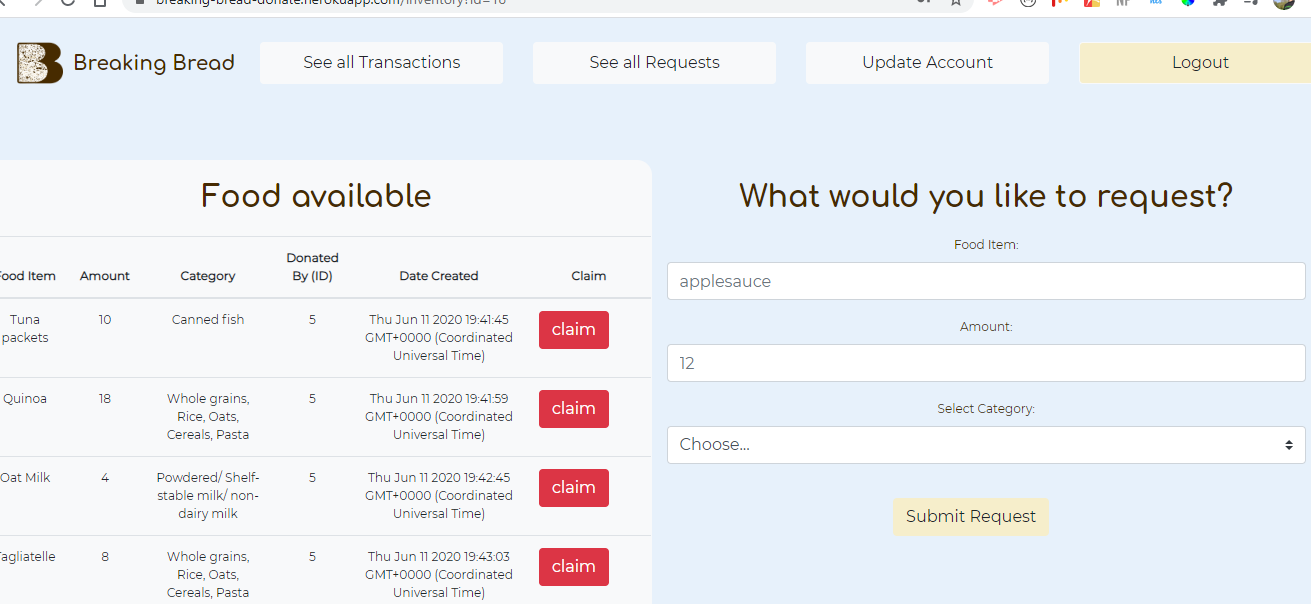 breaking-bread-donate.herokuapp.com/inventory?id=16
Breaking Bread
See all Transactions
See all Requests
Update Account
Logout
Food available
Food Item Amount Category Donated By (ID) Date Created Claim
Tuna packets 10 Canned fish 5 Thu Jun 11 2020 19:41:45 GMT+0000 (Coordinated Universal Time) claim
Quinoa 18 Whole grains, Rice, Oats, Cereals, Pasta 5 Thu Jun 11 2020 19:41:59 GMT+0000 (Coordinated Universal Time) claim
Oat Milk 4 Powdered/ Shelf-stable milk/ non-dairy milk 5 Thu Jun 11 2020 19:42:45 GMT+0000 (Coordinated Universal Time) claim
Tagliatelle 8 Whole grains, Rice, Oats, Cereals, Pasta 5 Thu Jun 11 2020 19:43:03 GMT+0000 (Coordinated Universal Time) claim
What would you like to request?
Food Item:
applesauce
Amount:
12
Select Category:
Choose...
Submit Request